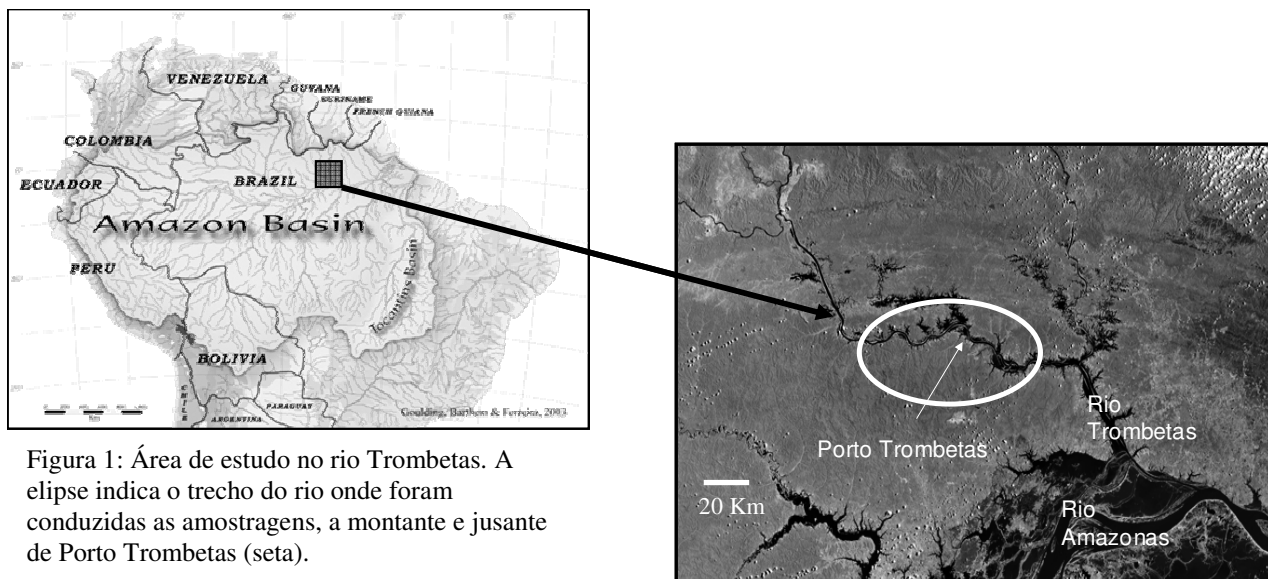 VENEZUELA
GUYANA
SURINAME
FRENCH GUIANA
COLOMBIA
ECUADOR
BRAZIL
Amazon Basin
PERU
Tocantins Basin
BOLIVIA
CHILE
PARAGUAY
ARGENTINA
Goulding, Barthem & Ferreira, 2003
Porto Trombetas
Rio
Trombetas
20 Km
Rio
Amazonas
Figura 1: Área de estudo no rio Trombetas. A
elipse indica o trecho do rio onde foram
conduzidas as amostragens, a montante e jusante
de Porto Trombetas (seta).